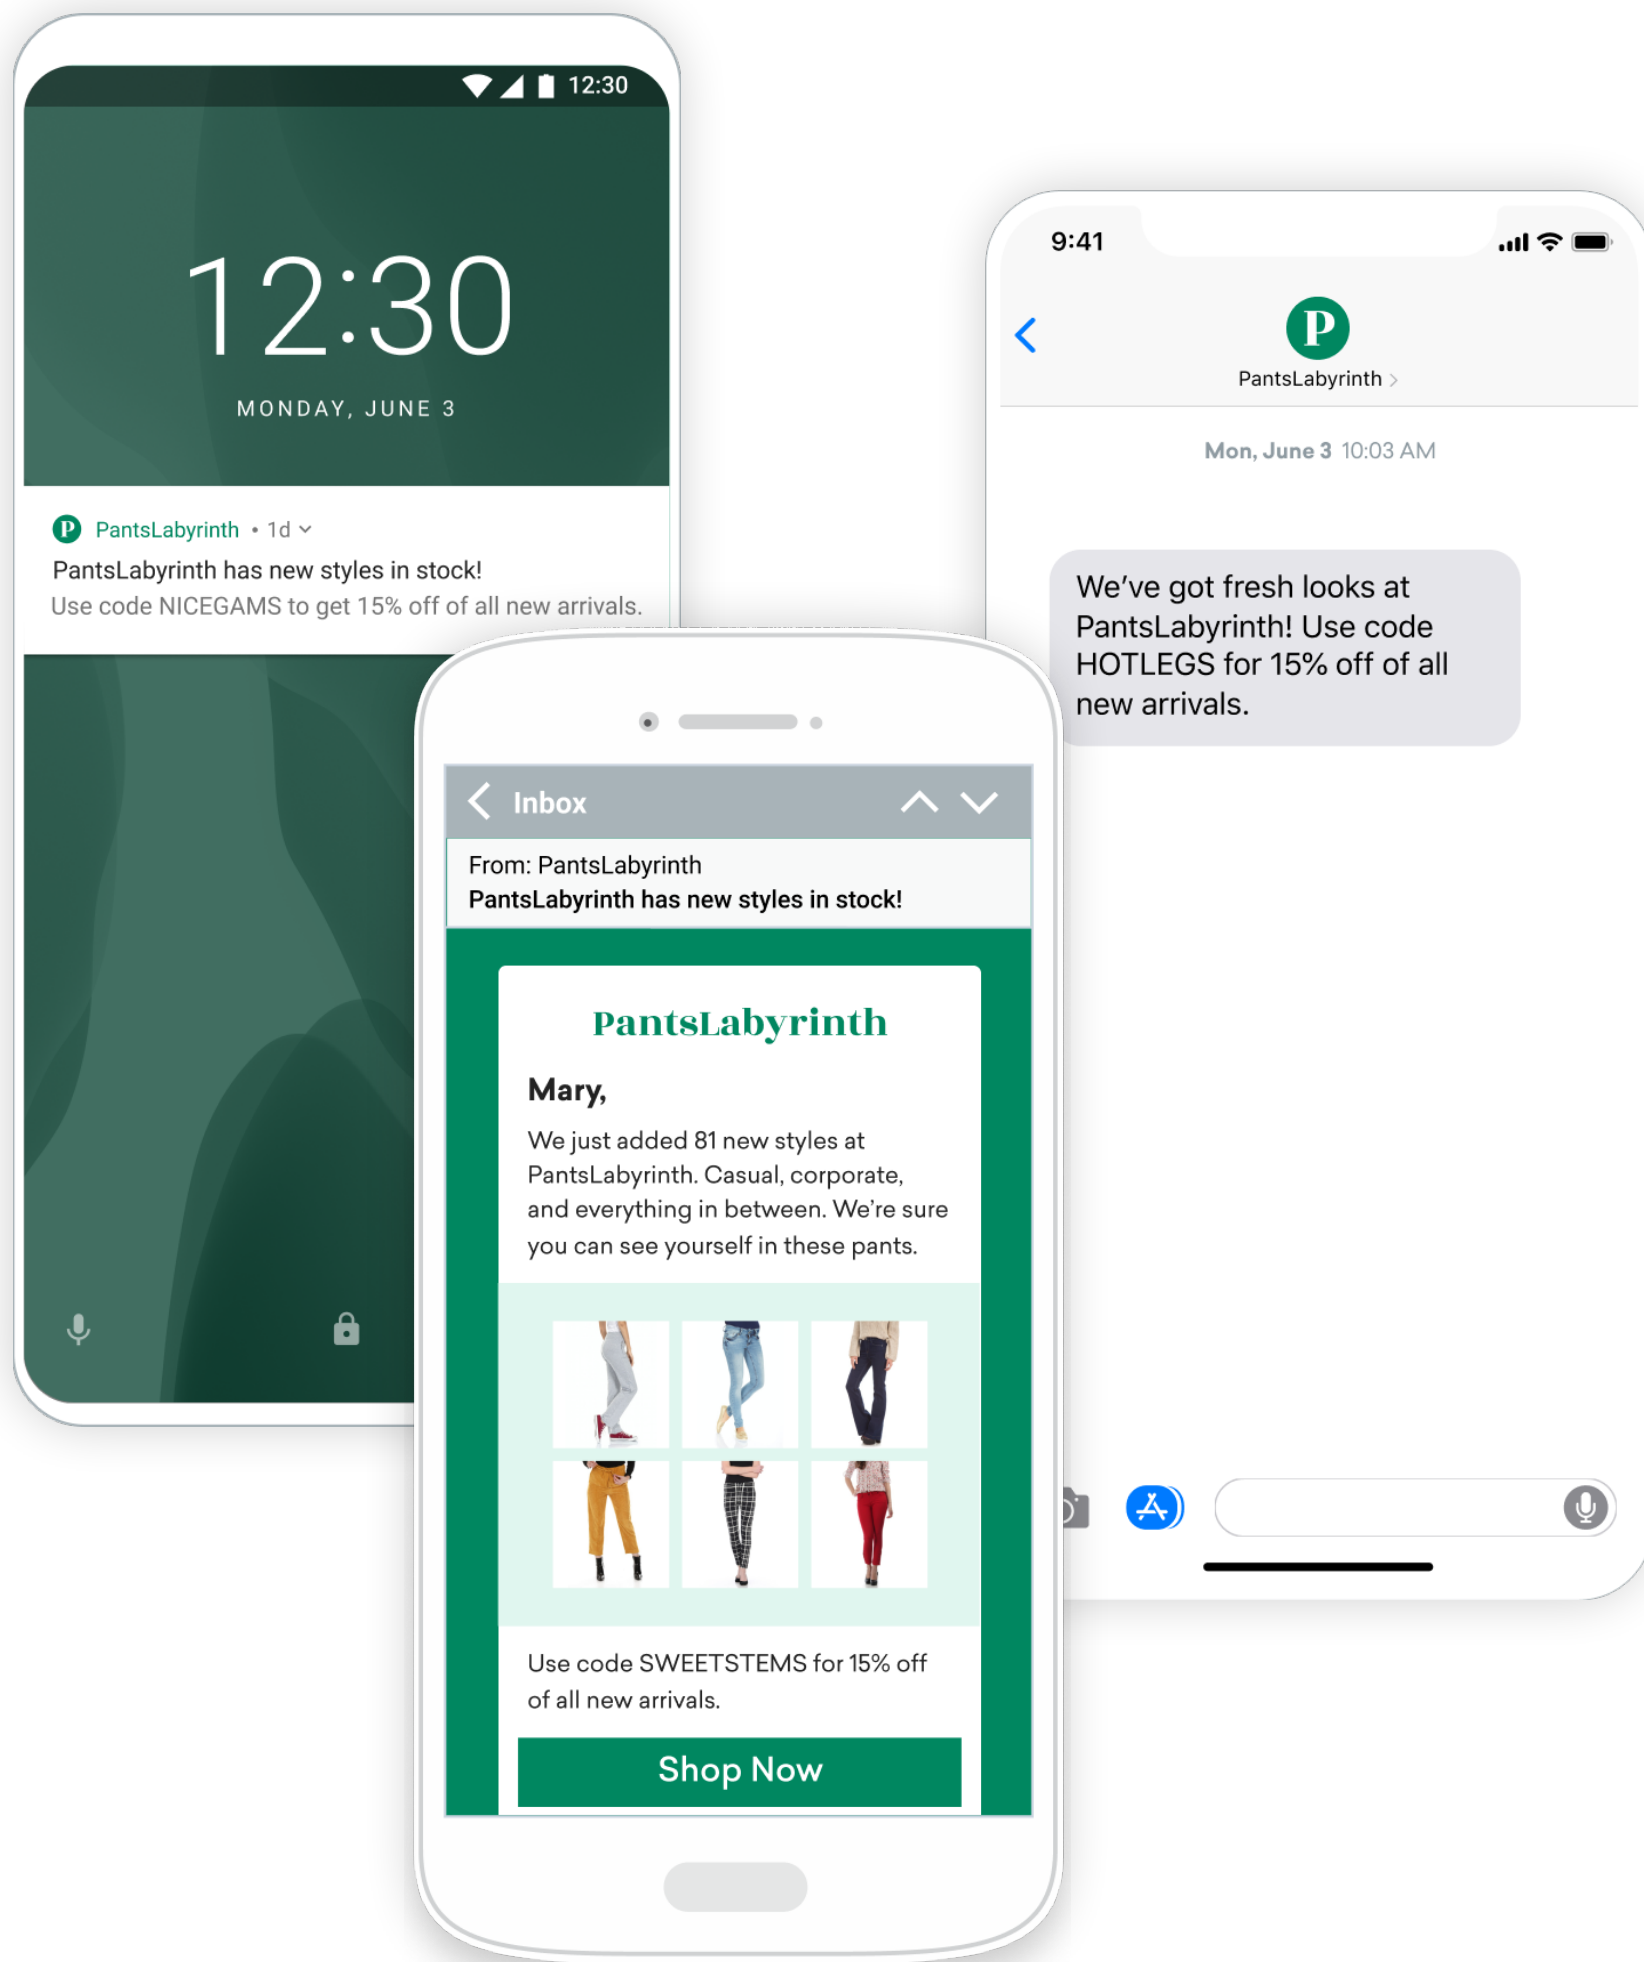 12:30
12:30
MONDAY, JUNE 3
P PantsLabyrinth • 1d
PantsLabyrinth has new styles in stock!
Use code NICEGAMS to get 15% off of all new arrivals.
9:41
P
PantsLabyrinth
Mon, June 3 10:03 AM
We’ve got fresh looks at
PantsLabyrinth! Use code
HOTLEGS for 15% off of all
new arrivals.
Inbox
From: PantsLabyrinth
PantsLabyrinth has new styles in stock!
PantsLabyrinth
Mary,
We just added 81 new styles at
PantsLabyrinth. Casual, corporate,
and everything in between. We’re sure
you can see yourself in these pants.
Use code SWEETSTEMS for 15% off
of all new arrivals.
Shop Now